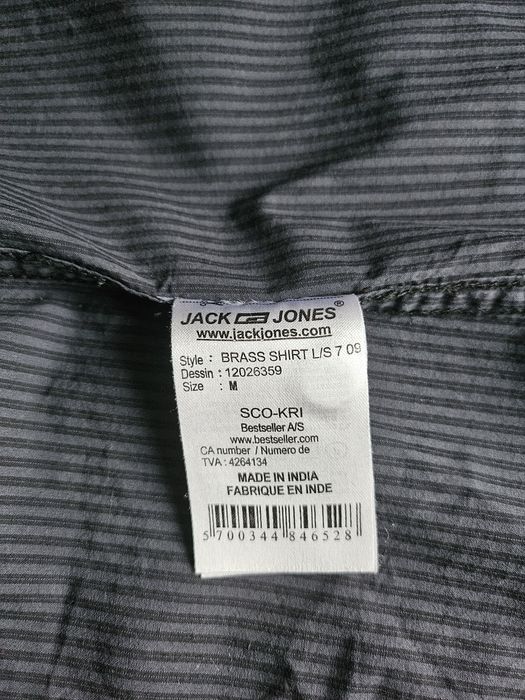 JACK JONES®
www.jackjones.com
Style : BRASS SHIRT L/S 7 09
Dessin : 12026359
Size : M
SCO-KRI
Bestseller A/S
www.bestseller.com
CA number / Numero de
TVA : 4264134
MADE IN INDIA
FABRIQUE EN INDE
5 700344 846528